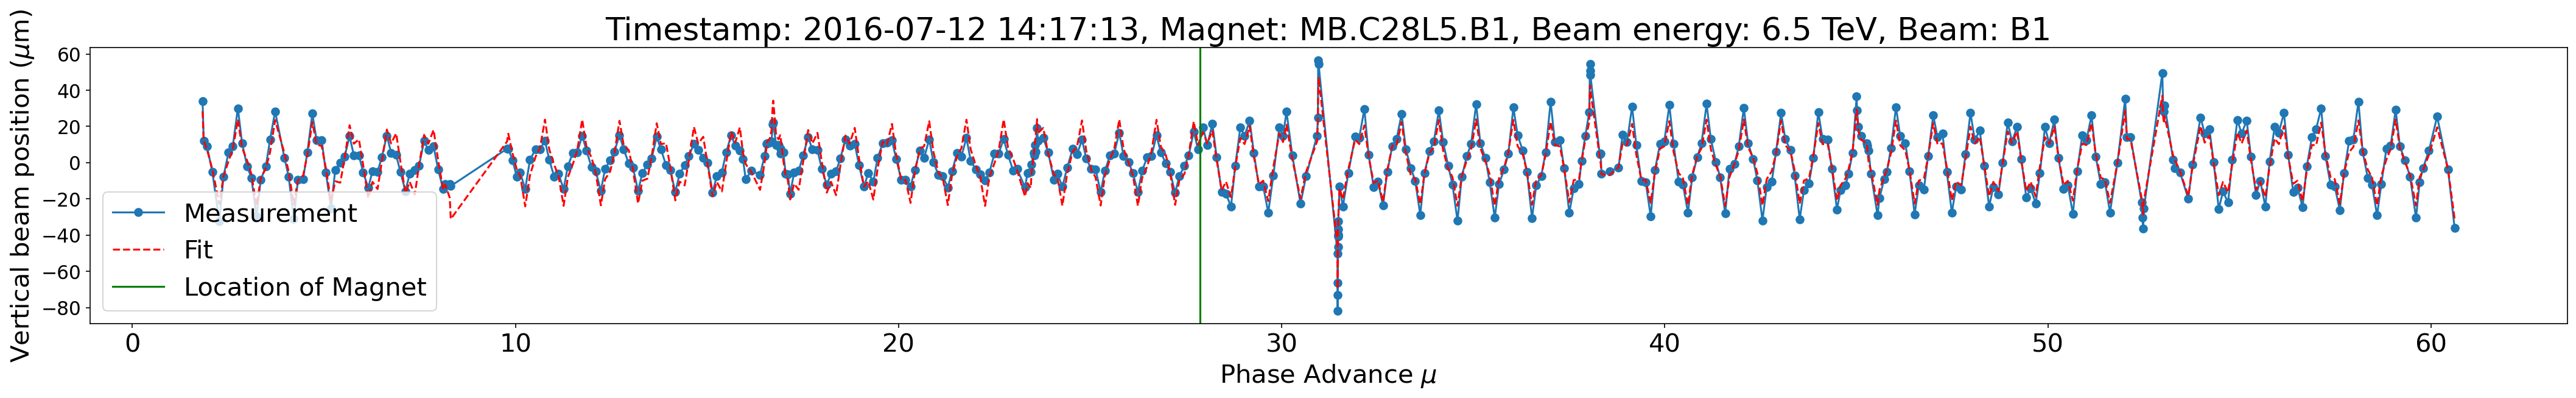 Timestamp: 2016-07-12 14:17:13, Magnet: MB.C28L5.B1, Beam energy: 6.5 TeV, Beam: B1
Vertical beam position (μm)
60
40
20
0
−20
−40
−60
−80
Measurement
Fit
Location of Magnet
0 10 20 30 40 50 60
Phase Advance μ